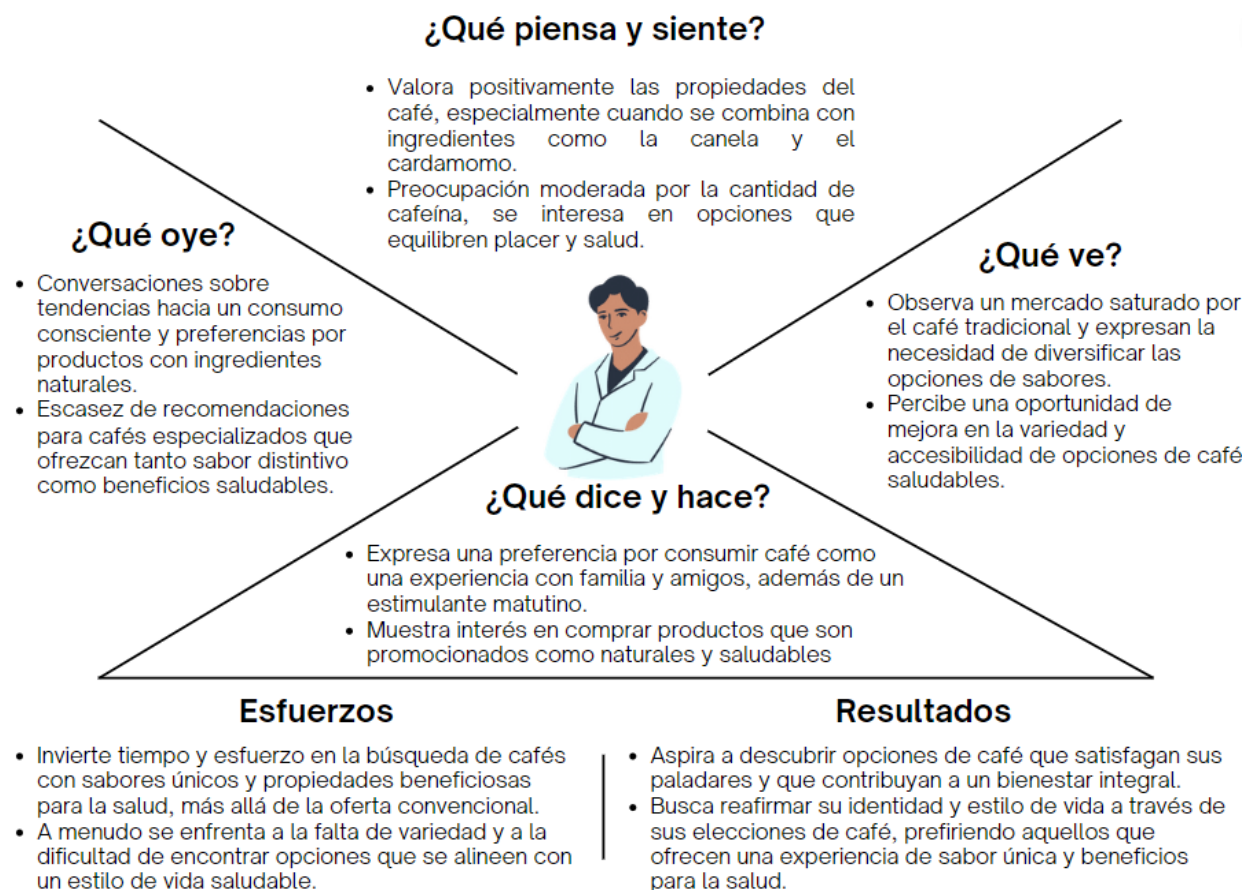 ¿Qué piensa y siente?
• Valora positivamente las propiedades del
café, especialmente cuando se combina con
ingredientes como la canela y el
cardamomo.
• Preocupación moderada por la cantidad de
cafeína, se interesa en opciones que
equilibren placer y salud.
¿Qué oye?
• Conversaciones sobre
tendencias hacia un consumo
consciente y preferencias por
productos con ingredientes
naturales.
• Escasez de recomendaciones
para cafés especializados que
ofrezcan tanto sabor distintivo
como beneficios saludables.
¿Qué ve?
• Observa un mercado saturado por
el café tradicional y expresan la
necesidad de diversificar las
opciones de sabores.
• Percibe una oportunidad de
mejora en la variedad y
accesibilidad de opciones de café
saludables.
¿Qué dice y hace?
• Expresa una preferencia por consumir café como
una experiencia con familia y amigos, además de un
estimulante matutino.
• Muestra interés en comprar productos que son
promocionados como naturales y saludables
Esfuerzos
• Invierte tiempo y esfuerzo en la búsqueda de cafés
con sabores únicos y propiedades beneficiosas
para la salud, más allá de la oferta convencional.
• A menudo se enfrenta a la falta de variedad y a la
dificultad de encontrar opciones que se alineen con
un estilo de vida saludable.
Resultados
• Aspira a descubrir opciones de café que satisfagan sus
paladares y que contribuyan a un bienestar integral.
• Busca reafirmar su identidad y estilo de vida a través de
sus elecciones de café, prefiriendo aquellos que
ofrecen una experiencia de sabor única y beneficios
para la salud.